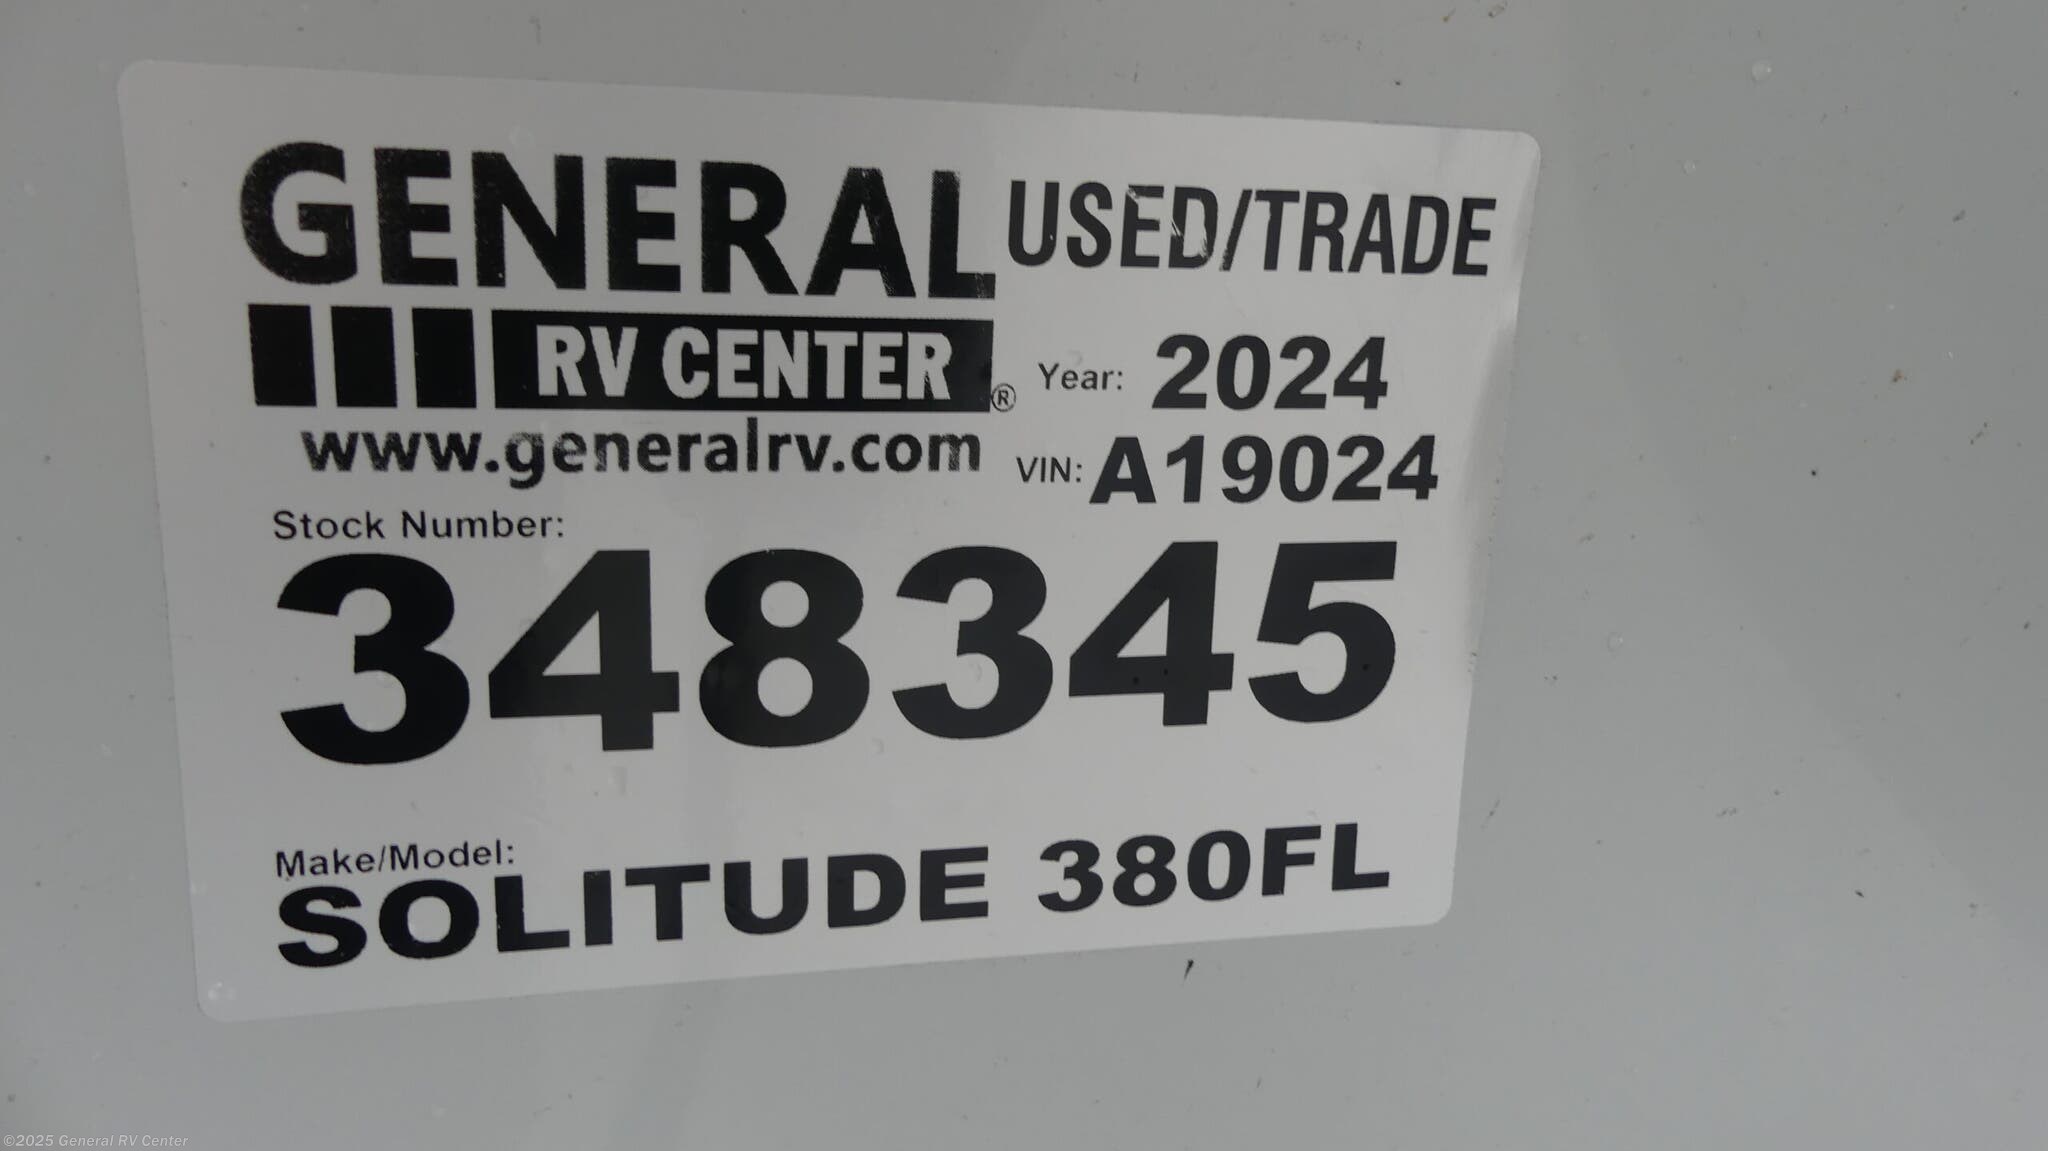 GENERAL USED/TRADE
RV CENTER®
Year: 2024
www.generalrv.com
VIN: A19024
Stock Number:
348345
Make/Model:
SOLITUDE 380FL
©2025 General RV Center